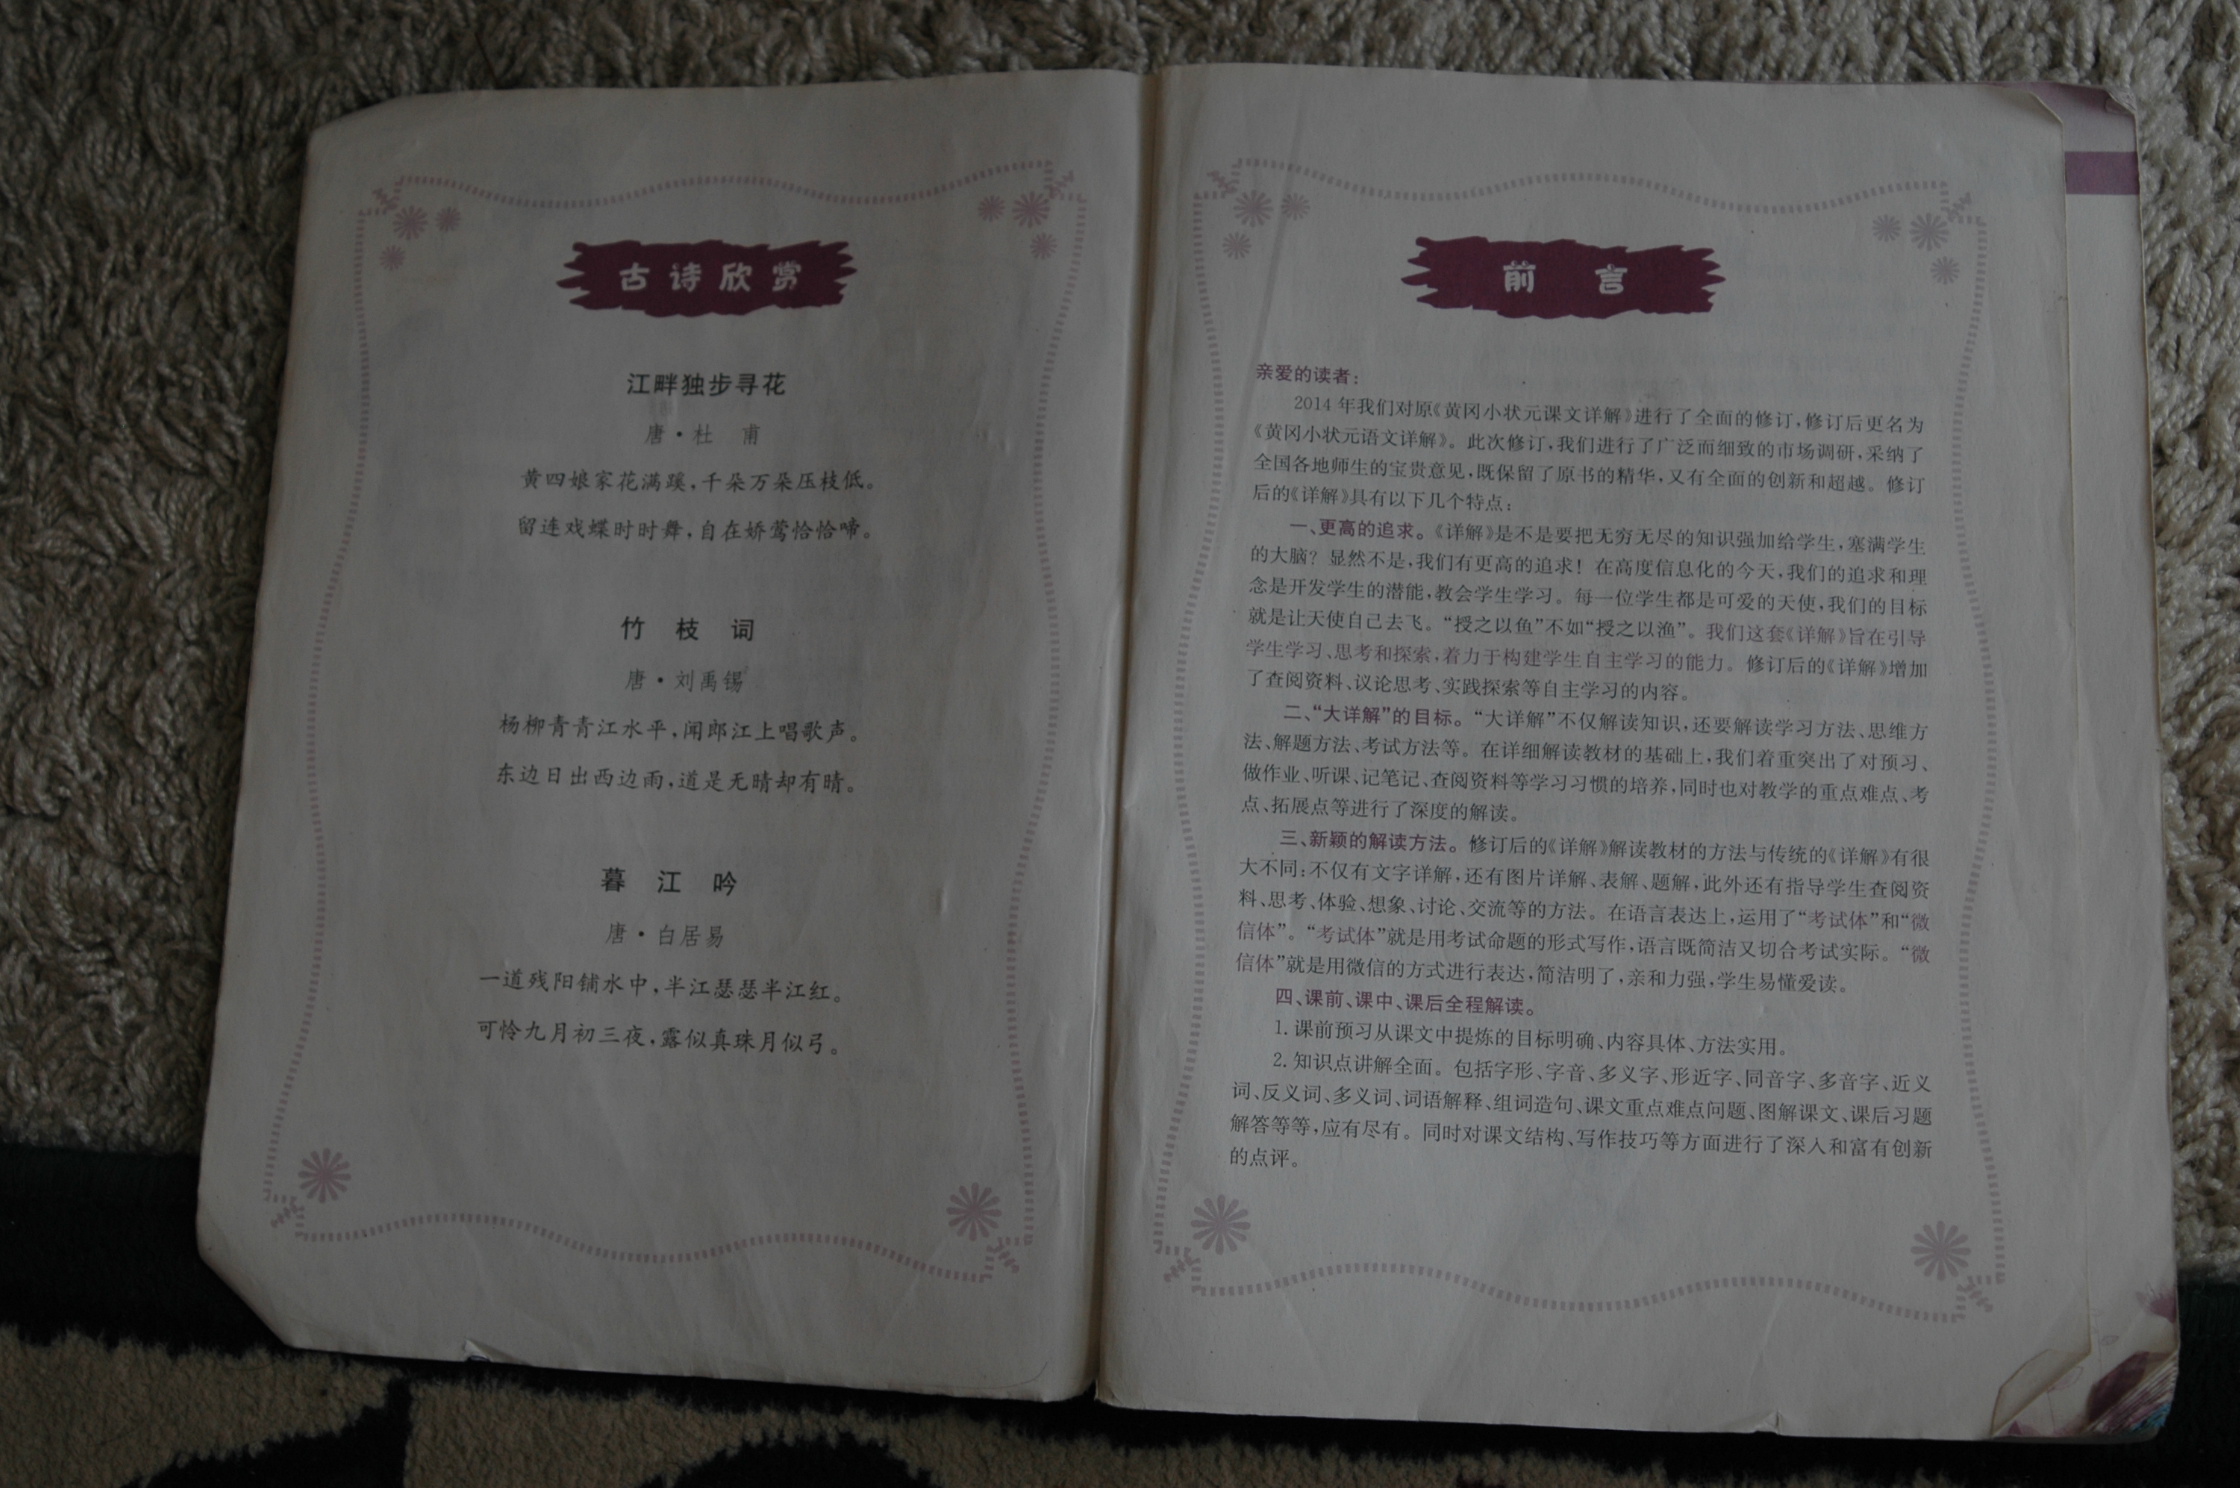 古诗欣赏
江畔独步寻花
唐·杜 甫
黄四娘家花满蹊,千朵万朵压枝低。
留连戏蝶时时舞,自在娇莺恰恰啼。
竹 枝 词
唐·刘禹锡
杨柳青青江水平,闻郎江上唱歌声。
东边日出西边雨,道是无晴却有晴。
暮 江 吟
唐·白居易
一道残阳铺水中,半江瑟瑟半江红。
可怜九月初三夜,露似真珠月似弓。
前 言
亲爱的读者:
2014年我们对原《黄冈小状元课文详解》进行了全面的修订,修订后更名为
《黄冈小状元语文详解》。此次修订,我们进行了广泛而细致的市场调研,采纳了
全国各地师生的宝贵意见,既保留了原书的精华,又有全面的创新和超越。修订
后的《详解》具有以下几个特点:
一、更高的追求。《详解》是不是要把无穷无尽的知识强加给学生,塞满学生
的大脑?显然不是,我们有更高的追求!在高度信息化的今天,我们的追求和理
念是开发学生的潜能,教会学生学习。每一位学生都是可爱的天使,我们的目标
就是让天使自己去飞。“授之以鱼”不如“授之以渔”。我们这套《详解》旨在引导
学生学习、思考和探索,着力于构建学生自主学习的能力。修订后的《详解》增加
了查阅资料、议论思考、实践探索等自主学习的内容。
二、“大详解”的目标。“大详解”不仅解读知识,还要解读学习方法、思维方
法、解题方法、考试方法等。在详细解读教材的基础上,我们着重突出了对预习、
做作业、听课、记笔记、查阅资料等学习习惯的培养,同时也对教学的重点难点、考
点、拓展点等进行了深度的解读。
三、新颖的解读方法。修订后的《详解》解读教材的方法与传统的《详解》有很
大不同:不仅有文字详解,还有图片详解、表解、题解,此外还有指导学生查阅资
料、思考、体验、想象、讨论、交流等的方法。在语言表达上,运用了“考试体”和“微
信体”。“考试体”就是用考试命题的形式写作,语言既简洁又切合考试实际。“微
信体”就是用微信的方式进行表达,简洁明了,亲和力强,学生易懂爱读。
四、课前、课中、课后全程解读。
1. 课前预习从课文中提炼的目标明确、内容具体、方法实用。
2. 知识点讲解全面。包括字形、字音、多义字、形近字、同音字、多音字、近义
词、反义词、多义词、词语解释、组词造句、课文重点难点问题、图解课文、课后习题
解答等等,应有尽有。同时对课文结构、写作技巧等方面进行了深入和富有创新
的点评。